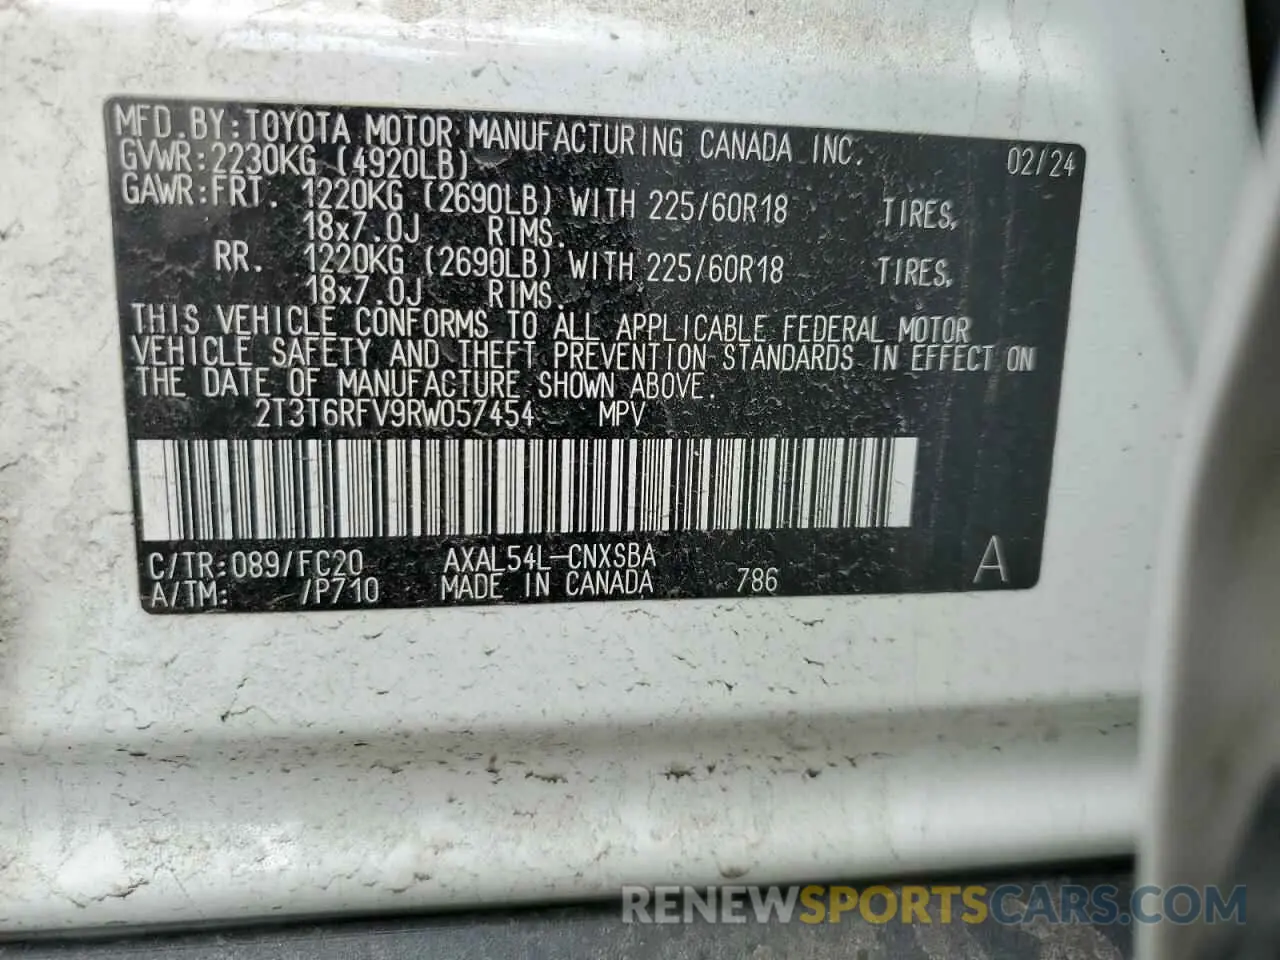 MFD.BY:TOYOTA MOTOR MANUFACTURING CANADA INC. 02/24
GVWR:2230KG (4920LB)
GAWR:FRT. 1220KG (2690LB) WITH 225/60R18 TIRES,
18x7.0J RIMS.
RR. 1220KG (2690LB) WITH 225/60R18 TIRES,
18x7.0J RIMS.
THIS VEHICLE CONFORMS TO ALL APPLICABLE FEDERAL MOTOR
VEHICLE SAFETY AND THEFT PREVENTION STANDARDS IN EFFECT ON
THE DATE OF MANUFACTURE SHOWN ABOVE.
2T3T6RFV9RW057454 MPV
C/TR:089/FC20 AXAL54L-CNXSBA
A/TM: /P710 MADE IN CANADA 786 A
RENEWSPORTSCARS.COM